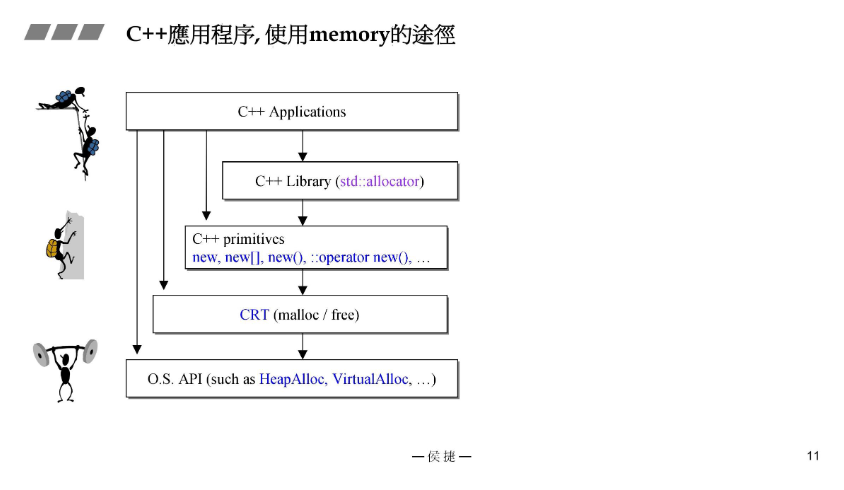 C++應用程序, 使用memory的途徑
C++ Applications
C++ Library (std::allocator)
C++ primitives
new, new[], new(), ::operator new(), …
CRT (malloc / free)
O.S. API (such as HeapAlloc, VirtualAlloc, …)
— 侯 捷 —
11